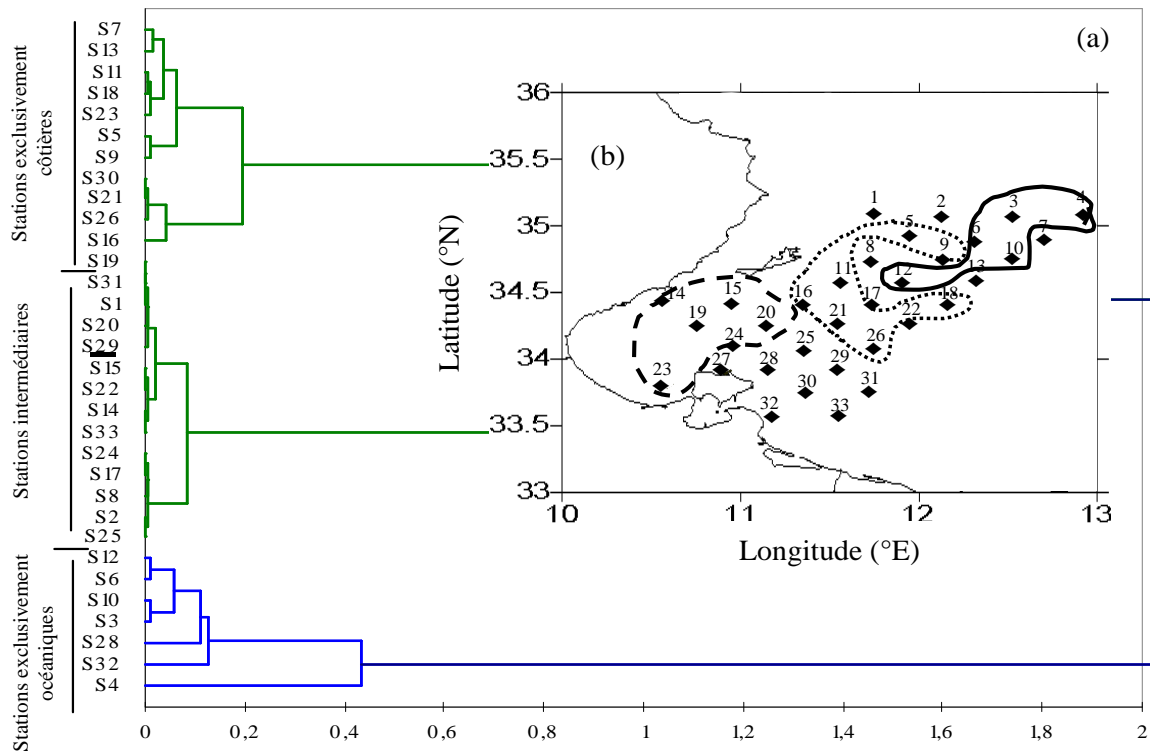 (a)
Stations exclusivement
côtières
Stations intermédiaires
Stations exclusivement
océaniques
S7
S13
S11
S18
S23
S5
S9
S30
S21
S26
S16
S19
S31
S1
S20
S29
S15
S22
S14
S33
S24
S17
S8
S2
S25
S12
S6
S10
S3
S28
S32
S4
0
0,2
0,4
0,6
0,8
1
1,2
1,4
1,6
1,8
2
(b)
Latitude (°N)
36
35.5
35
34.5
34
33.5
33
1
2
3
4
5
6
7
8
9
10
11
12
13
14
15
16
17
18
19
20
21
22
23
24
25
26
27
28
29
30
31
32
33
10
11
12
13
Longitude (°E)